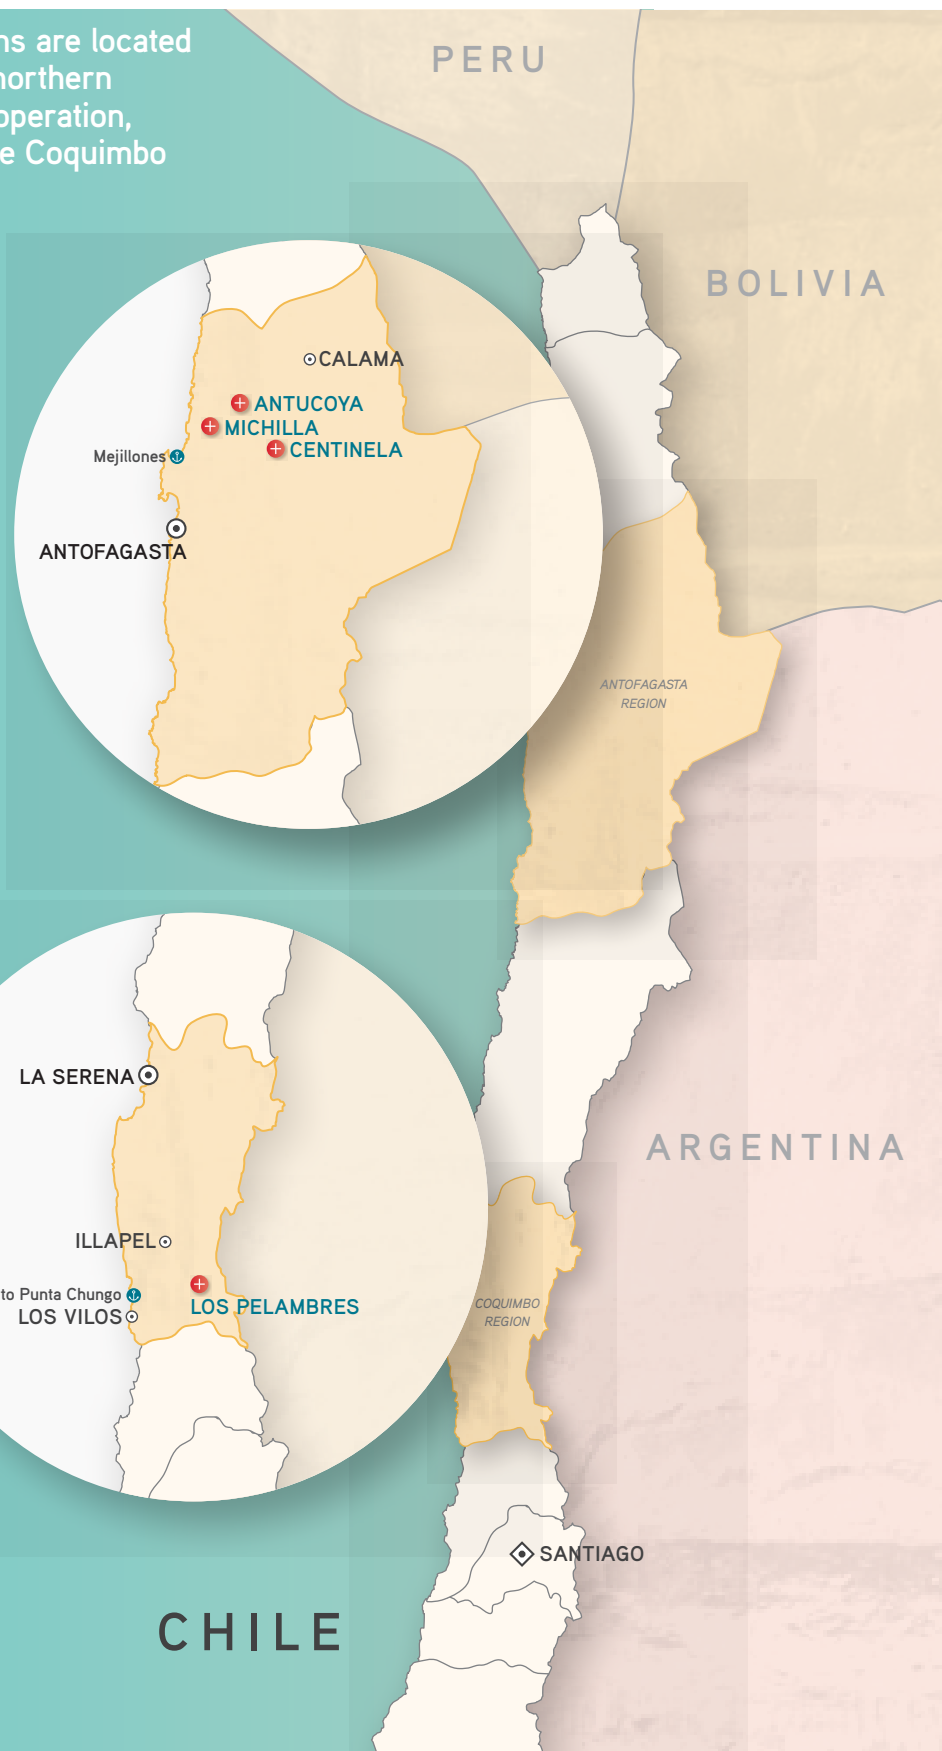 ns are located
northern
operation,
e Coquimbo
PERU
BOLIVIA
CALAMA
ANTUCOYA
MICHILLA
CENTINELA
Mejillones
ANTOFAGASTA
ANTOFAGASTA
REGION
LA SERENA
ARGENTINA
ILLAPEL
to Punta Chungo
LOS VILOS
LOS PELAMBRES
COQUIMBO
REGION
SANTIAGO
CHILE